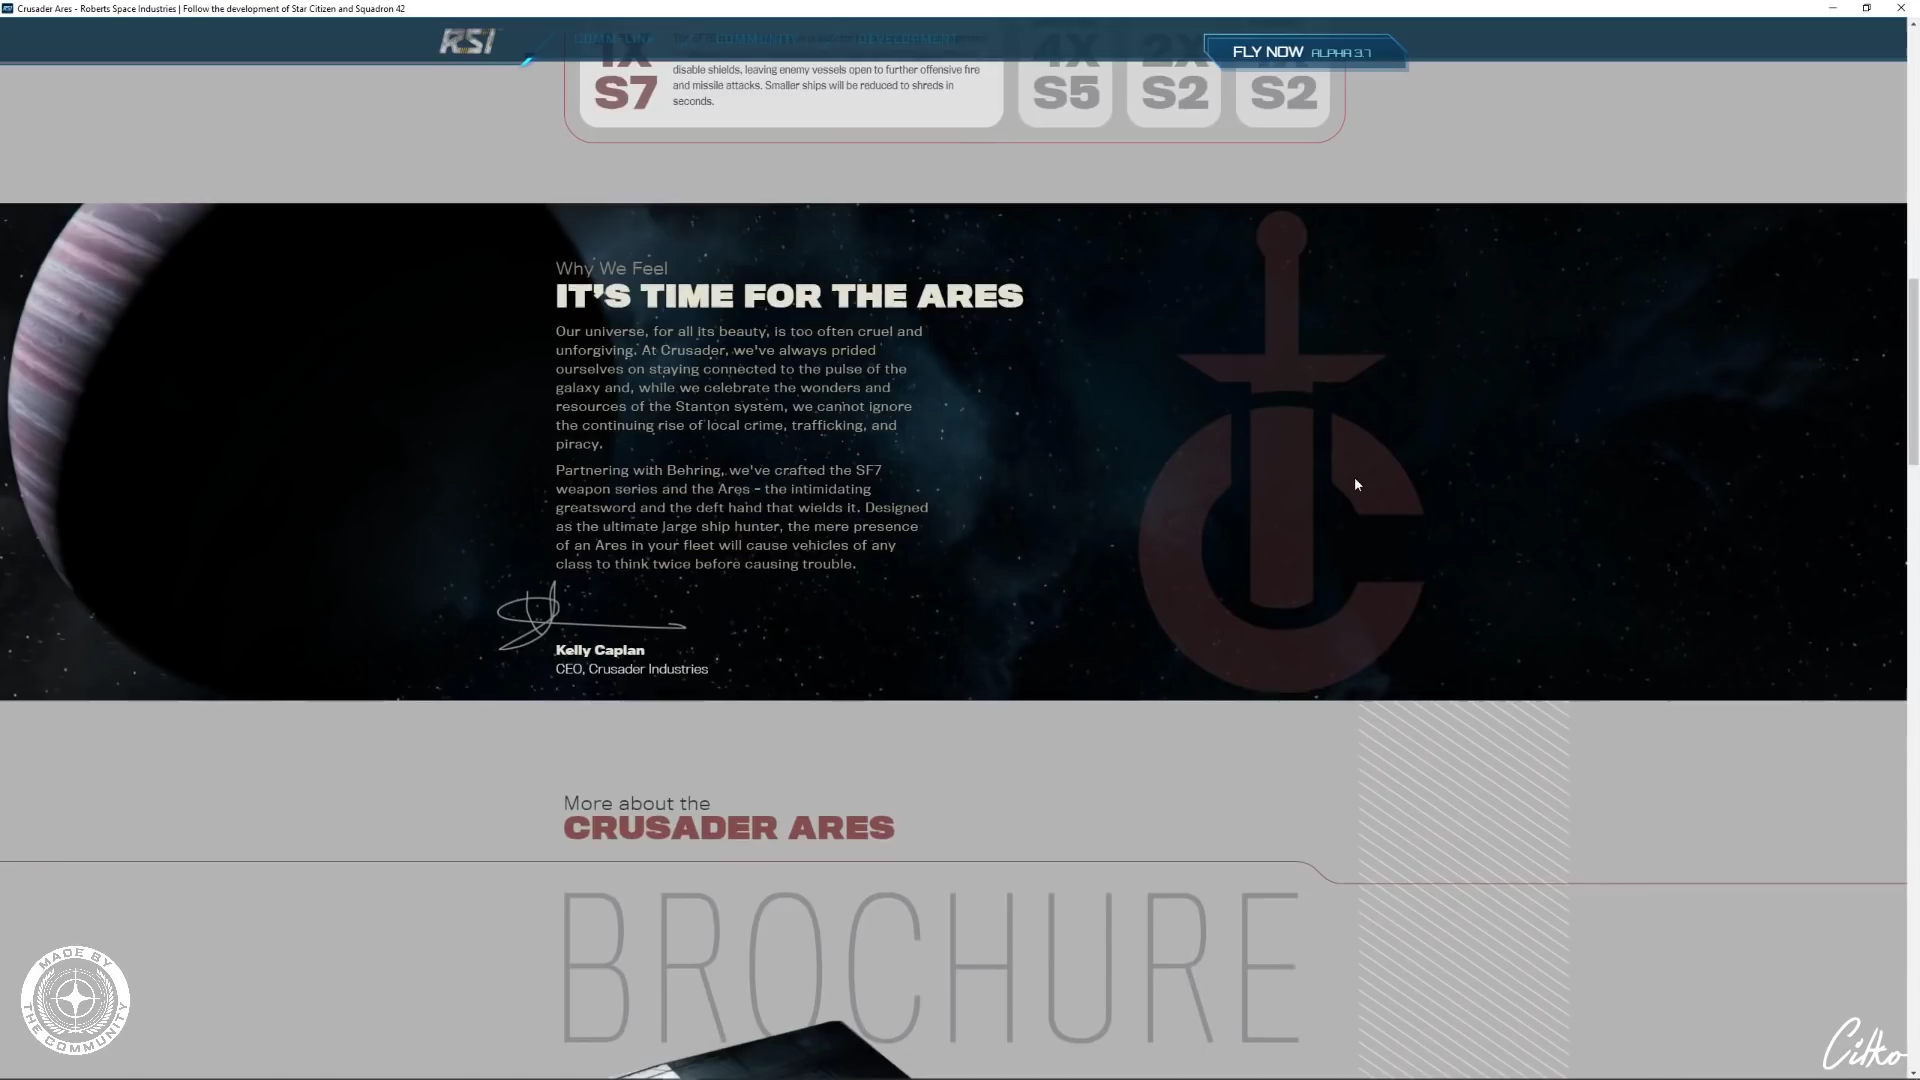 Crusader Ares - Roberts Space Industries | Follow the development of Star Citizen and Squadron 42
RSI
COMM-LINK COMMUNITY DEVELOPMENT
FLY NOW ALPHA 3.7
1X
S7
disable shields, leaving enemy vessels open to further offensive fire
and missile attacks. Smaller ships will be reduced to shreds in
seconds.
4X
S5
2X
S2
S2
Why We Feel
IT'S TIME FOR THE ARES
Our universe, for all its beauty, is too often cruel and
unforgiving. At Crusader, we've always prided
ourselves on staying connected to the pulse of the
galaxy and, while we celebrate the wonders and
resources of the Stanton system, we cannot ignore
the continuing rise of local crime, trafficking, and
piracy.
Partnering with Behring, we've crafted the SF7
weapon series and the Ares - the intimidating
greatsword and the deft hand that wields it. Designed
as the ultimate large ship hunter, the mere presence
of an Ares in your fleet will cause vehicles of any
class to think twice before causing trouble.
Kelly Caplan
CEO, Crusader Industries
More about the
CRUSADER ARES
BROCHURE
MADE BY
THE COMMUNITY